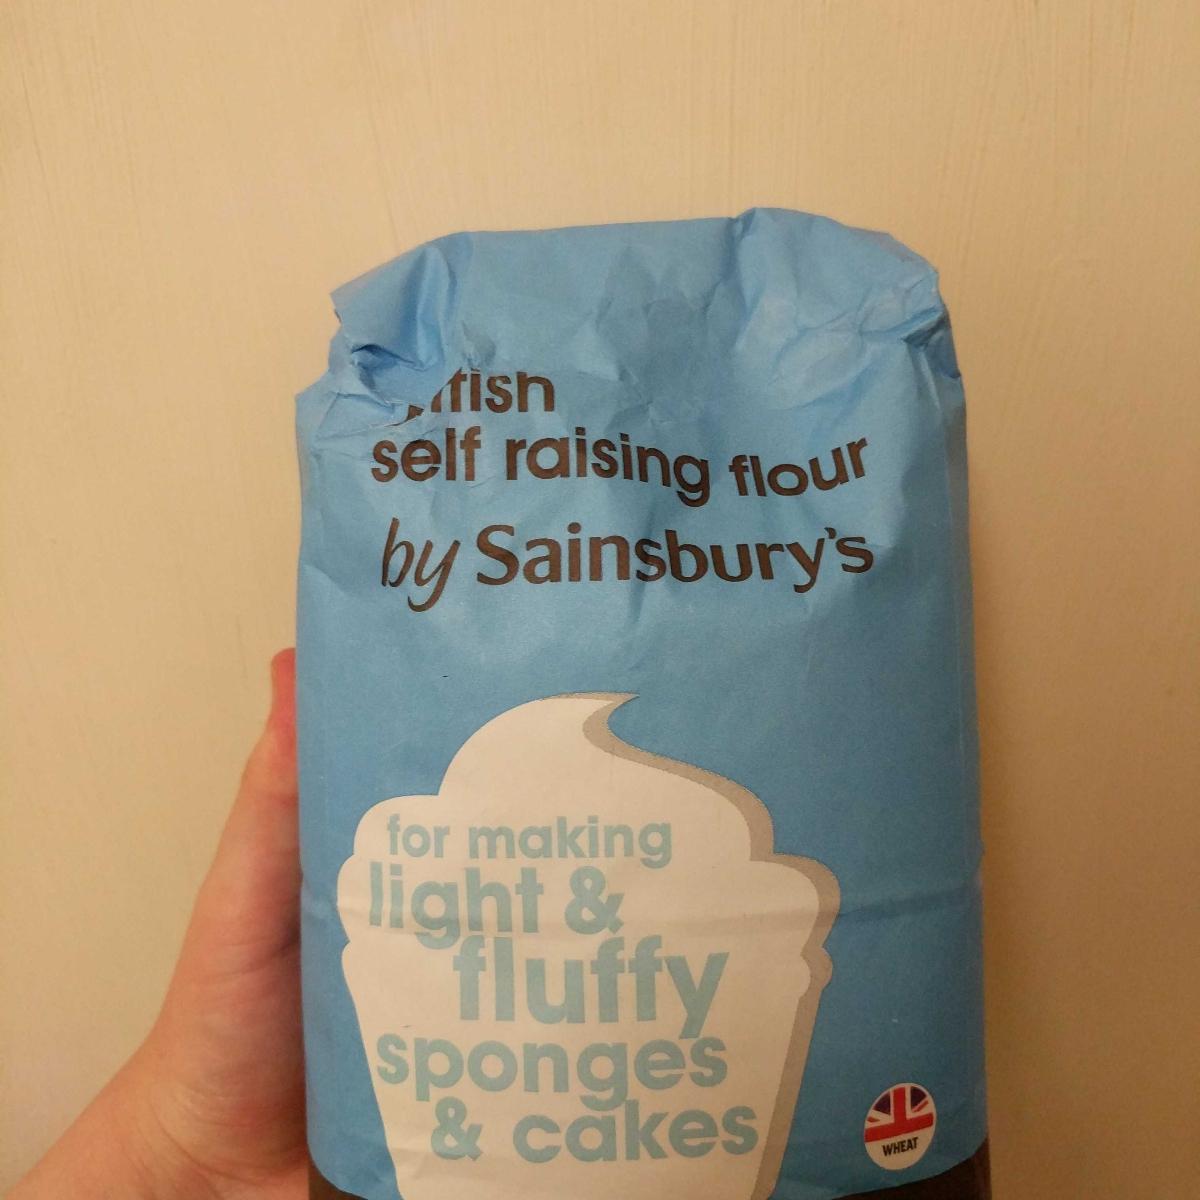 self raising flour
by Sainsbury's
for making
light &
fluffy
sponges
& cakes
WHEAT